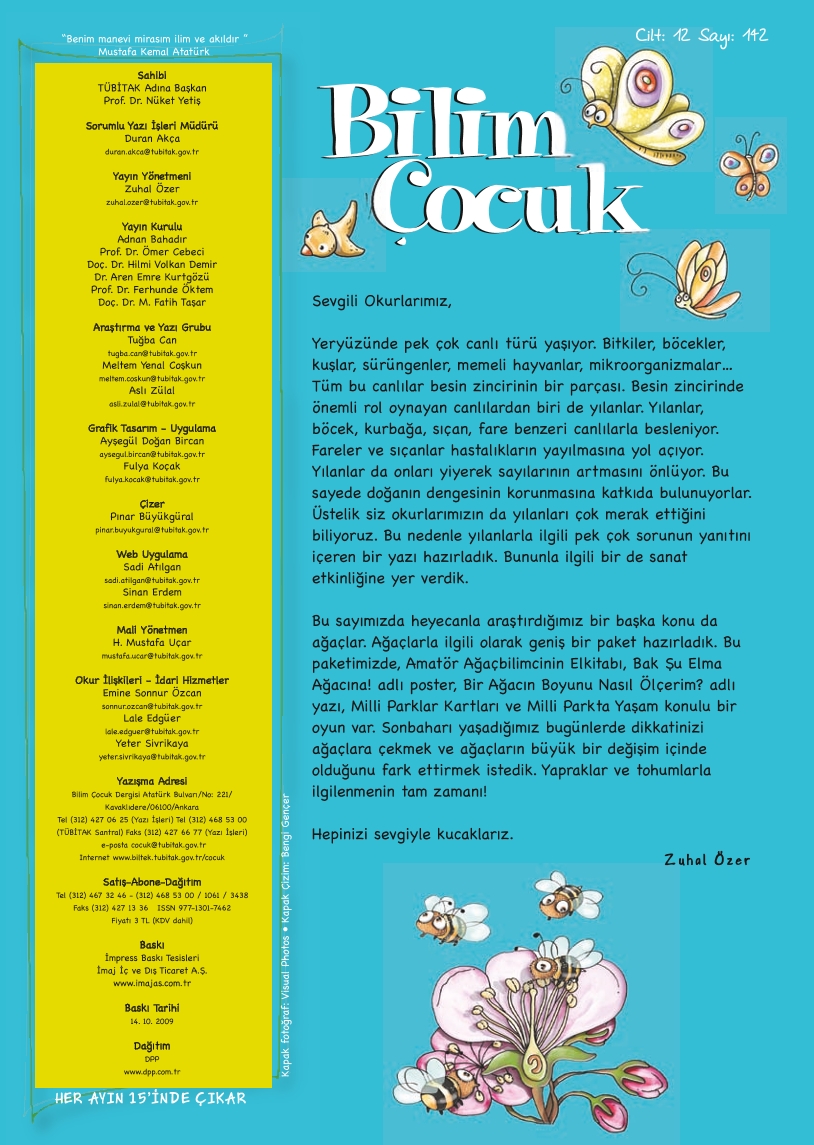 "Benim manevi mirasım ilim ve akıldır "
Mustafa Kemal Atatürk
Sahibi
TÜBİTAK Adına Başkan
Prof. Dr. Nüket Yetiş
Sorumlu Yazı İşleri Müdürü
Duran Akça
duran.akca@tubitak.gov.tr
Yayın Yönetmeni
Zuhal Özer
zuhal.ozer@tubitak.gov.tr
Yayın Kurulu
Adnan Bahadır
Prof. Dr. Ömer Cebeci
Doç. Dr. Hilmi Volkan Demir
Dr. Aren Emre Kurtgözü
Prof. Dr. Ferhunde Öktem
Doç. Dr. M. Fatih Taşar
Araştırma ve Yazı Grubu
Tuğba Can
tugba.can@tubitak.gov.tr
Meltem Yenal Coşkun
meltem.coskun@tubitak.gov.tr
Aslı Zülal
asli.zulal@tubitak.gov.tr
Grafik Tasarım - Uygulama
Ayşegül Doğan Bircan
aysegul.bircan@tubitak.gov.tr
Fulya Koçak
fulya.kocak@tubitak.gov.tr
Çizer
Pınar Büyükgüral
pinar.buyukgural@tubitak.gov.tr
Web Uygulama
Sadi Atılgan
sadi.atilgan@tubitak.gov.tr
Sinan Erdem
sinan.erdem@tubitak.gov.tr
Mali Yönetmen
H. Mustafa Uçar
mustafa.ucar@tubitak.gov.tr
Okur İlişkileri - İdari Hizmetler
Emine Sonnur Özcan
sonnur.ozcan@tubitak.gov.tr
Lale Edgüer
lale.edguer@tubitak.gov.tr
Yeter Sivrikaya
yeter.sivrikaya@tubitak.gov.tr
Yazışma Adresi
Bilim Çocuk Dergisi Atatürk Bulvarı/No: 221/
Kavaklıdere/06100/Ankara
Tel (312) 427 06 25 (Yazı İşleri) Tel (312) 468 53 00
(TÜBİTAK Santral) Faks (312) 427 66 77 (Yazı İşleri)
e-posta cocuk@tubitak.gov.tr
Internet www.biltek.tubitak.gov.tr/cocuk
Satış-Abone-Dağıtım
Tel (312) 467 32 46 - (312) 468 53 00 / 1061 / 3438
Faks (312) 427 13 36 ISSN 977-1301-7462
Fiyatı 3 TL (KDV dahil)
Baskı
İmpress Baskı Tesisleri
İmaj İç ve Dış Ticaret A.Ş.
www.imajas.com.tr
Baskı Tarihi
14. 10. 2009
Dağıtım
DPP
www.dpp.com.tr
HER AYIN 15'İNDE ÇIKAR
Kapak fotoğraf: Visual Photos • Kapak Çizim: Bengi Gençer
Cilt: 12 Sayı: 142
Bilim
Çocuk
Sevgili Okurlarımız,
Yeryüzünde pek çok canlı türü yaşıyor. Bitkiler, böcekler,
kuşlar, sürüngenler, memeli hayvanlar, mikroorganizmalar...
Tüm bu canlılar besin zincirinin bir parçası. Besin zincirinde
önemli rol oynayan canlılardan biri de yılanlar. Yılanlar,
böcek, kurbağa, sıçan, fare benzeri canlılarla besleniyor.
Fareler ve sıçanlar hastalıkların yayılmasına yol açıyor.
Yılanlar da onları yiyerek sayılarının artmasını önlüyor. Bu
sayede doğanın dengesinin korunmasına katkıda bulunuyorlar.
Üstelik siz okurlarımızın da yılanları çok merak ettiğini
biliyoruz. Bu nedenle yılanlarla ilgili pek çok sorunun yanıtını
içeren bir yazı hazırladık. Bununla ilgili bir de sanat
etkinliğine yer verdik.
Bu sayımızda heyecanla araştırdığımız bir başka konu da
ağaçlar. Ağaçlarla ilgili olarak geniş bir paket hazırladık. Bu
paketimizde, Amatör Ağaçbilimcinin Elkitabı, Bak Şu Elma
Ağacına! adlı poster, Bir Ağacın Boyunu Nasıl Ölçerim? adlı
yazı, Milli Parklar Kartları ve Milli Parkta Yaşam konulu bir
oyun var. Sonbaharı yaşadığımız bugünlerde dikkatinizi
ağaçlara çekmek ve ağaçların büyük bir değişim içinde
olduğunu fark ettirmek istedik. Yapraklar ve tohumlarla
ilgilenmenin tam zamanı!
Hepinizi sevgiyle kucaklarız.
Zuhal Özer